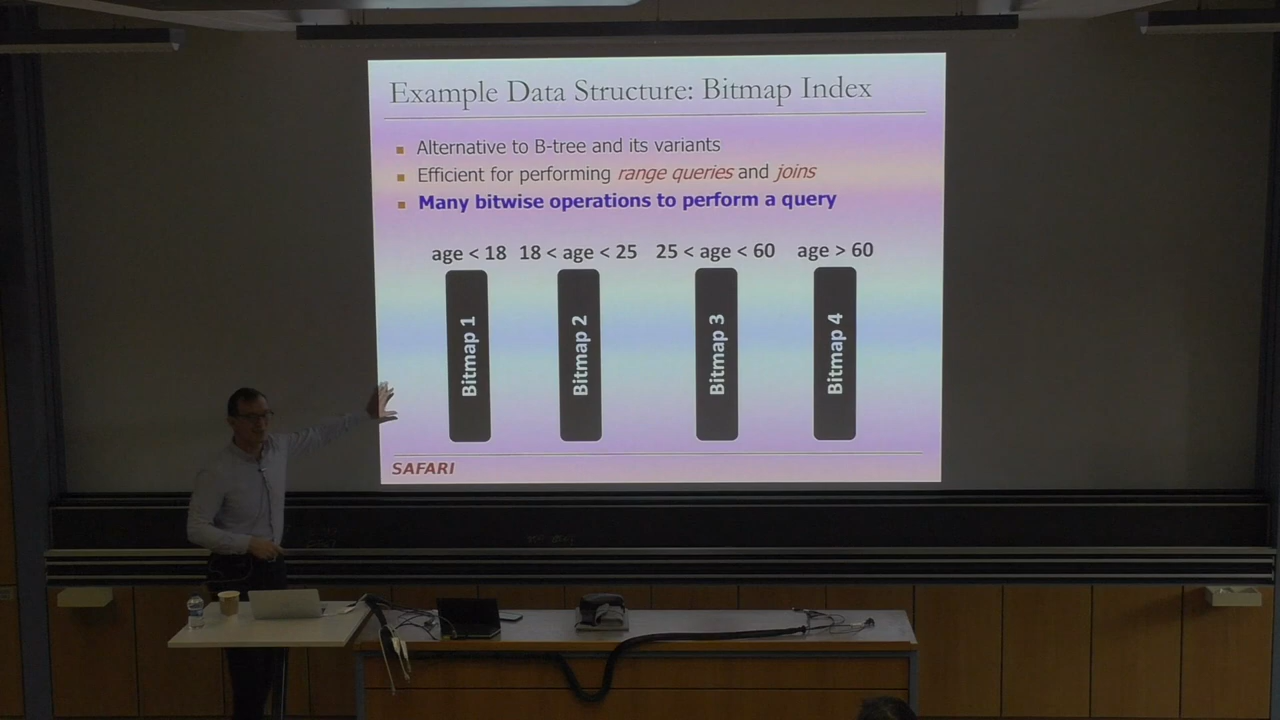 Example Data Structure: Bitmap Index
Alternative to B-tree and its variants
Efficient for performing range queries and joins
Many bitwise operations to perform a query
age < 18 18 < age < 25 25 < age < 60 age > 60
Bitmap 1 Bitmap 2 Bitmap 3 Bitmap 4
SAFARI